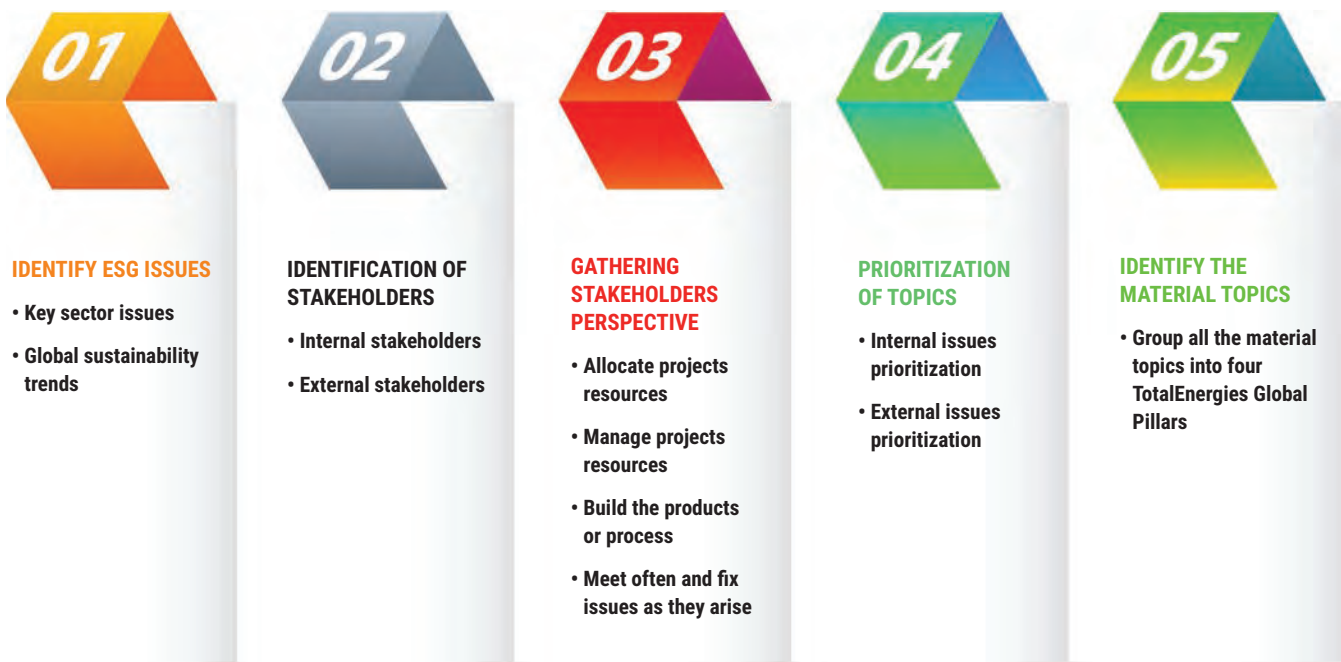 01
IDENTIFY ESG ISSUES
• Key sector issues
• Global sustainability
trends
02
IDENTIFICATION OF
STAKEHOLDERS
• Internal stakeholders
• External stakeholders
03
GATHERING
STAKEHOLDERS
PERSPECTIVE
• Allocate projects
resources
• Manage projects
resources
• Build the products
or process
• Meet often and fix
issues as they arise
04
PRIORITIZATION
OF TOPICS
• Internal issues
prioritization
• External issues
prioritization
05
IDENTIFY THE
MATERIAL TOPICS
• Group all the material
topics into four
TotalEnergies Global
Pillars